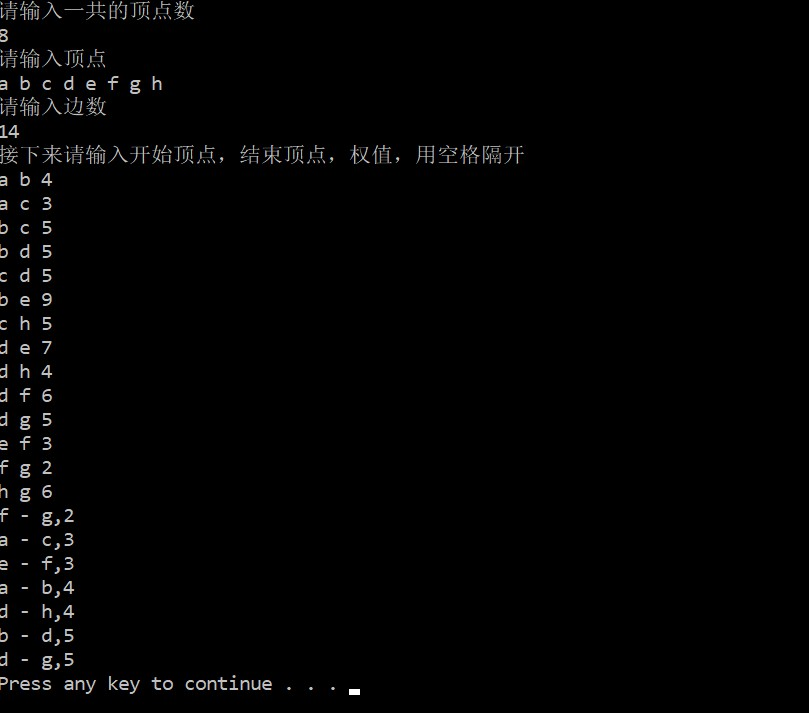 请输入一共的顶点数
8
请输入顶点
a b c d e f g h
请输入边数
14
接下来请输入开始顶点，结束顶点，权值，用空格隔开
a b 4
a c 3
b c 5
b d 5
c d 5
b e 9
c h 5
d e 7
d h 4
d f 6
d g 5
e f 3
f g 2
h g 6
f - g,2
a - c,3
e - f,3
a - b,4
d - h,4
b - d,5
d - g,5
Press any key to continue . . .